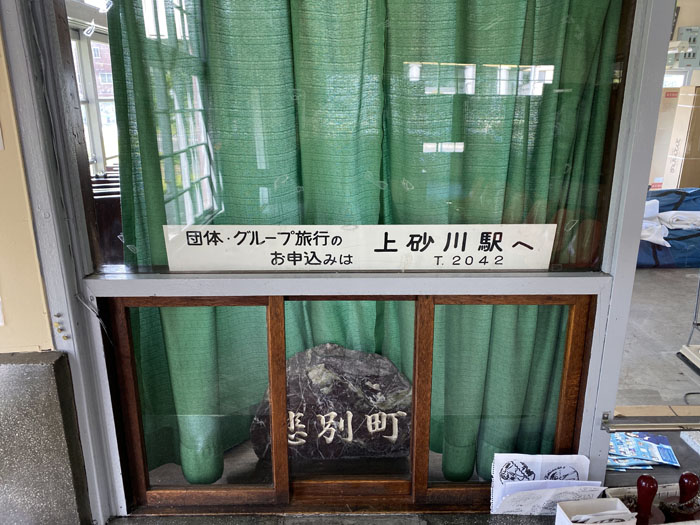 団体・グループ旅行の
お申込みは
上砂川駅へ
T. 2042
悲別町